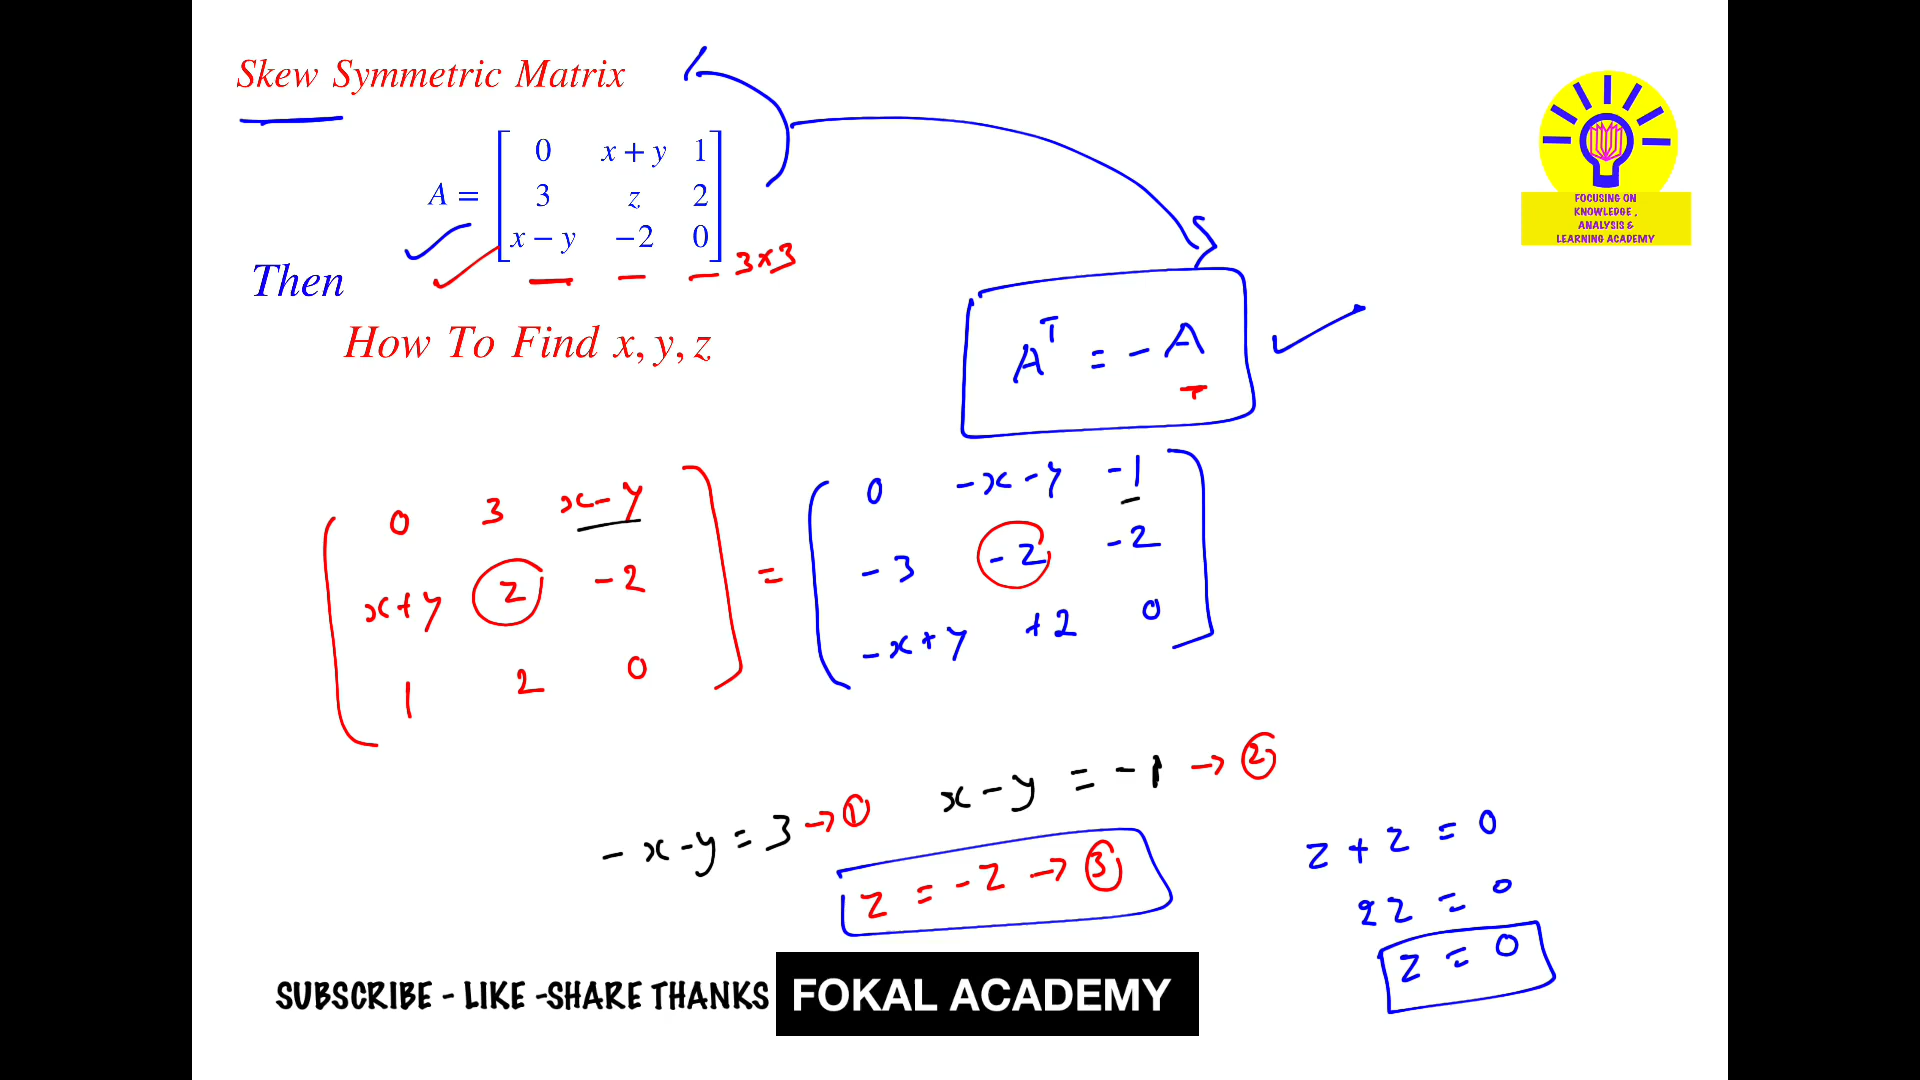 Skew Symmetric Matrix
0 x + y 1
A = 3 z 2
x − y −2 0
3×3
Then
How To Find x, y, z
FOCUSING ON
KNOWLEDGE ,
ANALYSIS &
LEARNING ACADEMY
Aᵀ = - A
0 3 x-y
x+y z -2
1 2 0
=
0 -x-y -1
-3 -z -2
-x+y +2 0
-x-y=3 → ①
x-y = -1 → ②
z = -z → ③
z + z = 0
2z = 0
z = 0
SUBSCRIBE - LIKE -SHARE THANKS
FOKAL ACADEMY